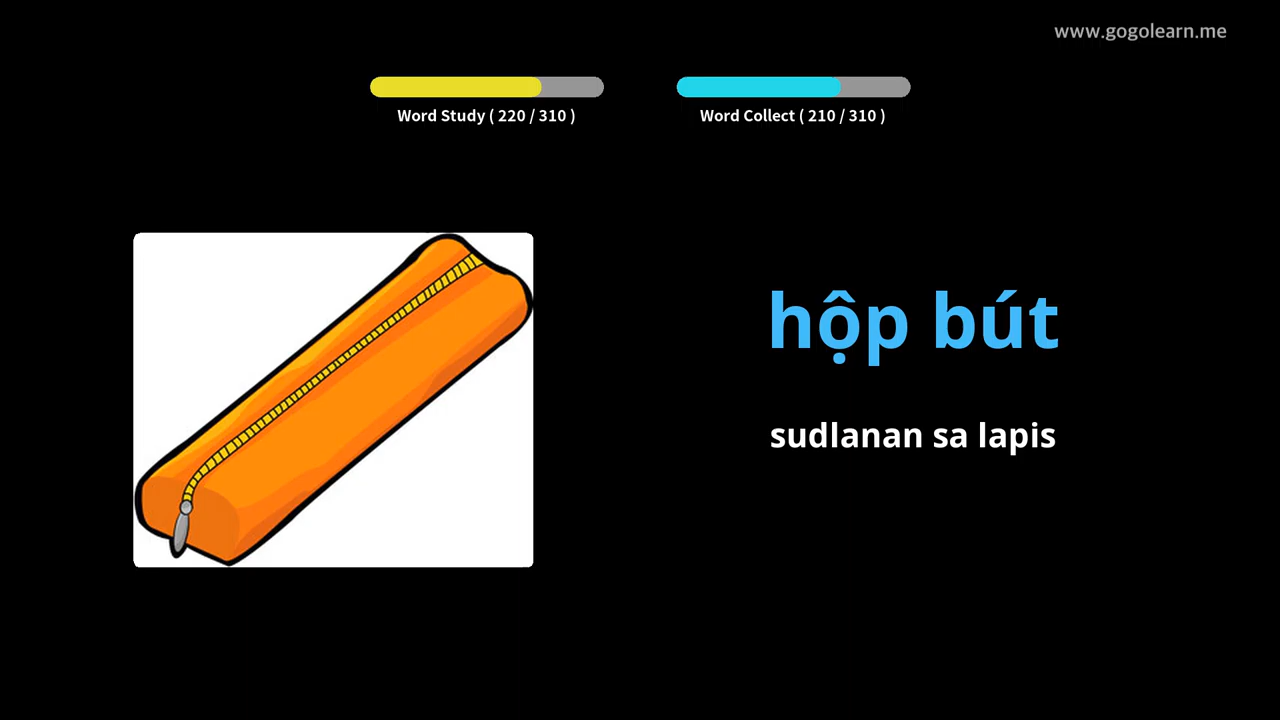 www.gogolearn.me
Word Study ( 220 / 310 )
Word Collect ( 210 / 310 )
hộp bút
sudlanan sa lapis